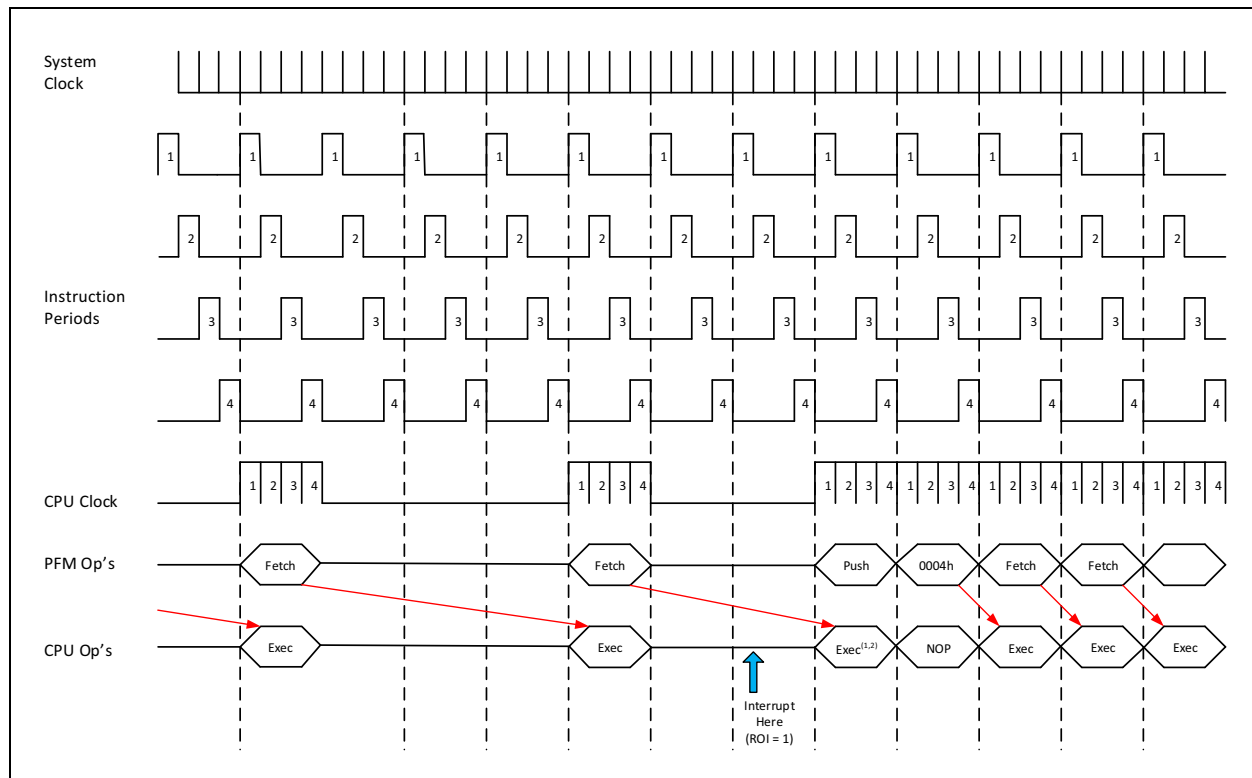 System
Clock
1 1 1 1 1 1 1 1 1 1 1 1 1
2 2 2 2 2 2 2 2 2 2 2 2 2
Instruction
Periods
3 3 3 3 3 3 3 3 3 3 3 3 3
4 4 4 4 4 4 4 4 4 4 4 4 4
CPU Clock 1 2 3 4 1 2 3 4 1 2 3 4 1 2 3 4 1 2 3 4 1 2 3 4 1 2 3 4
PFM Op's Fetch Fetch Push 0004h Fetch Fetch
CPU Op's Exec Exec Exec(1,2) NOP Exec Exec Exec
Interrupt
Here
(ROI = 1)